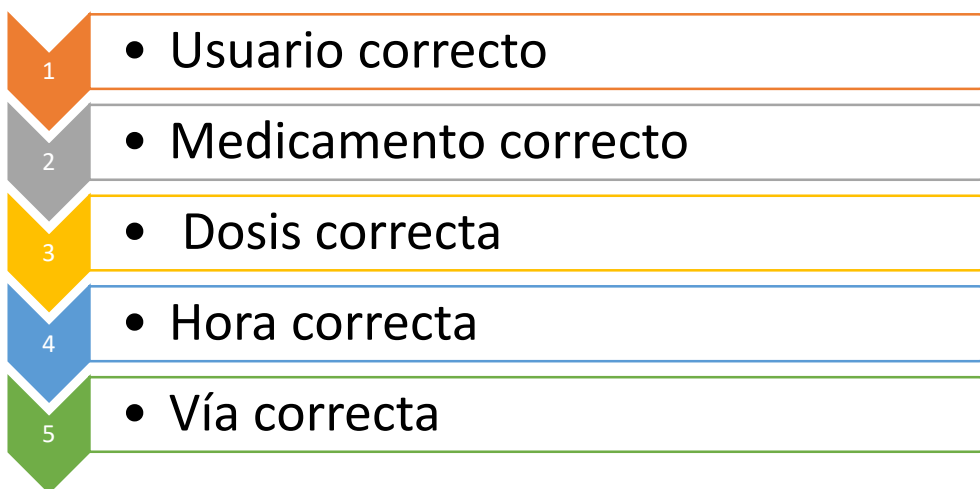 1
• Usuario correcto
2
• Medicamento correcto
3
• Dosis correcta
4
• Hora correcta
5
• Vía correcta